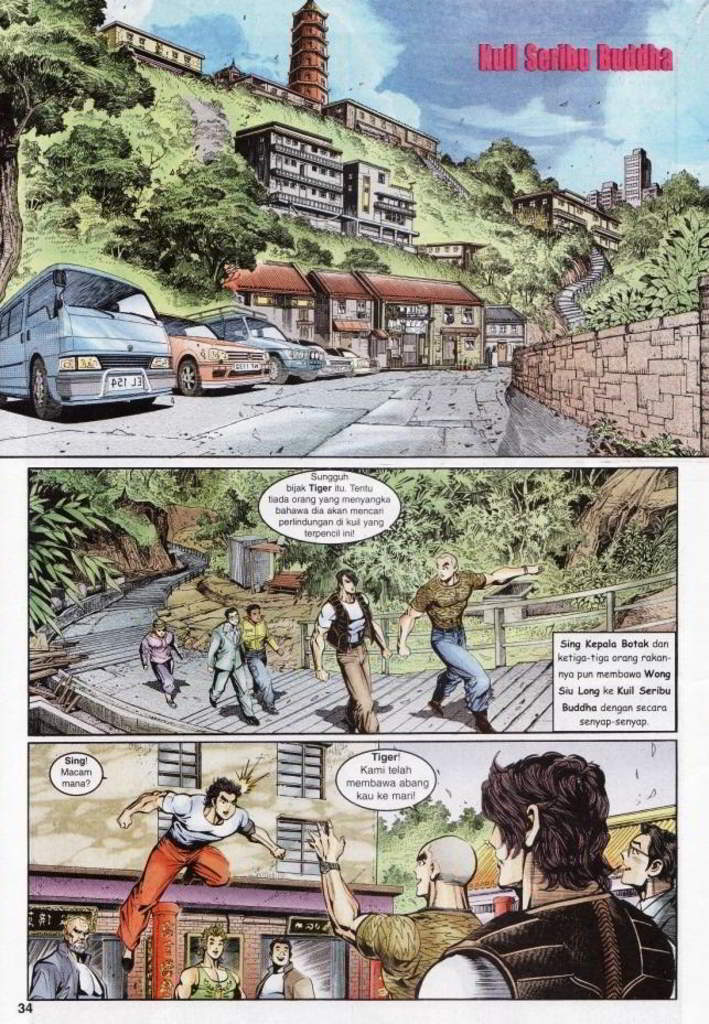 Kuil Seribu Buddha
EL 154
Sungguh
bijak Tiger itu. Tentu
tiada orang yang menyangka
bahawa dia akan mencari
perlindungan di kuil yang
terpencil ini!
Sing Kepala Botak dan
ketiga-tiga orang rakan-
nya pun membawa Wong
Siu Long ke Kuil Seribu
Buddha dengan secara
senyap-senyap.
Sing!
Macam
mana?
Tiger!
Kami telah
membawa abang
kau ke mari!
34